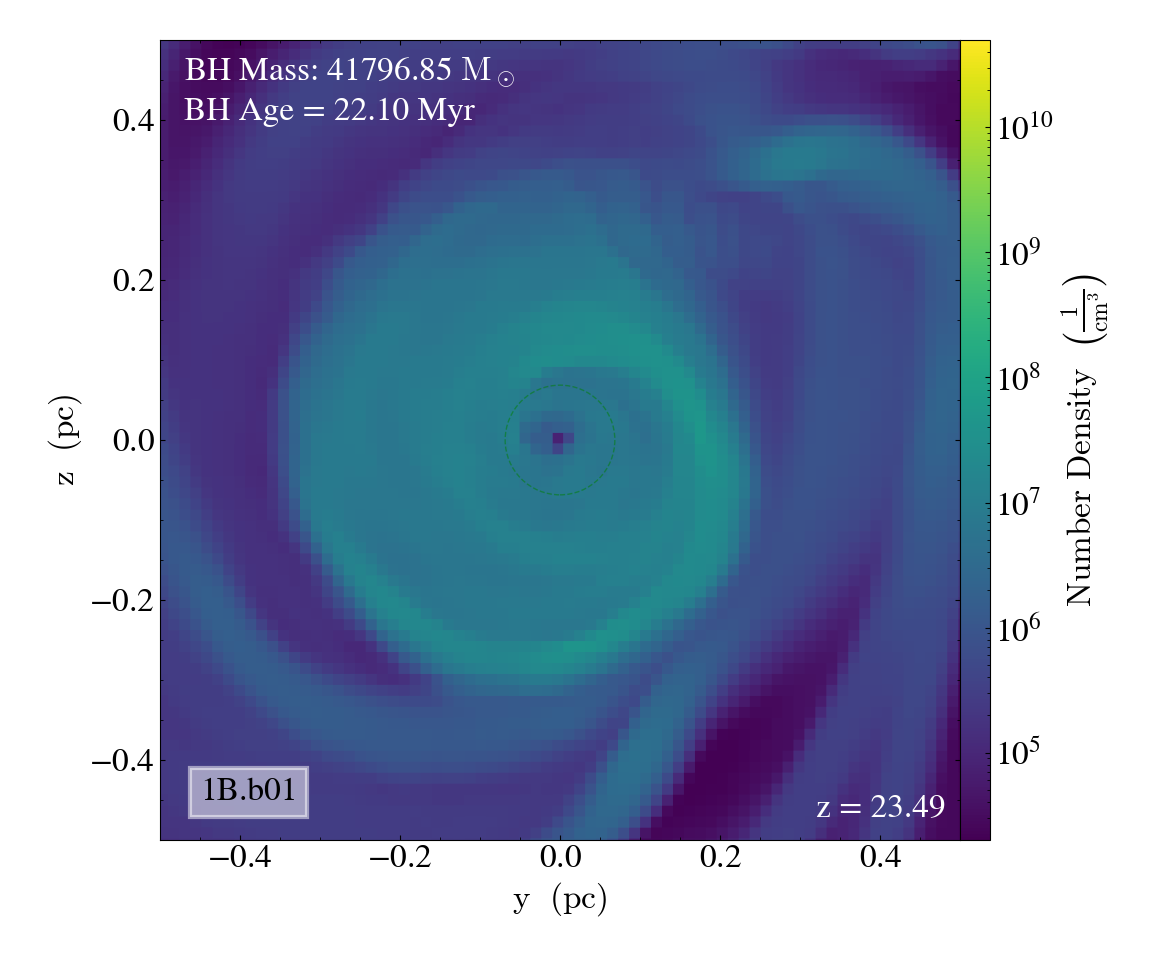 BH Mass: 41796.85 M⊙
BH Age = 22.10 Myr
1B.b01
z = 23.49
0.4
0.2
0.0
−0.2
−0.4
z (pc)
−0.4
−0.2
0.0
0.2
0.4
y (pc)
10¹⁰
10⁹
10⁸
10⁷
10⁶
10⁵
Number Density (1/cm³)